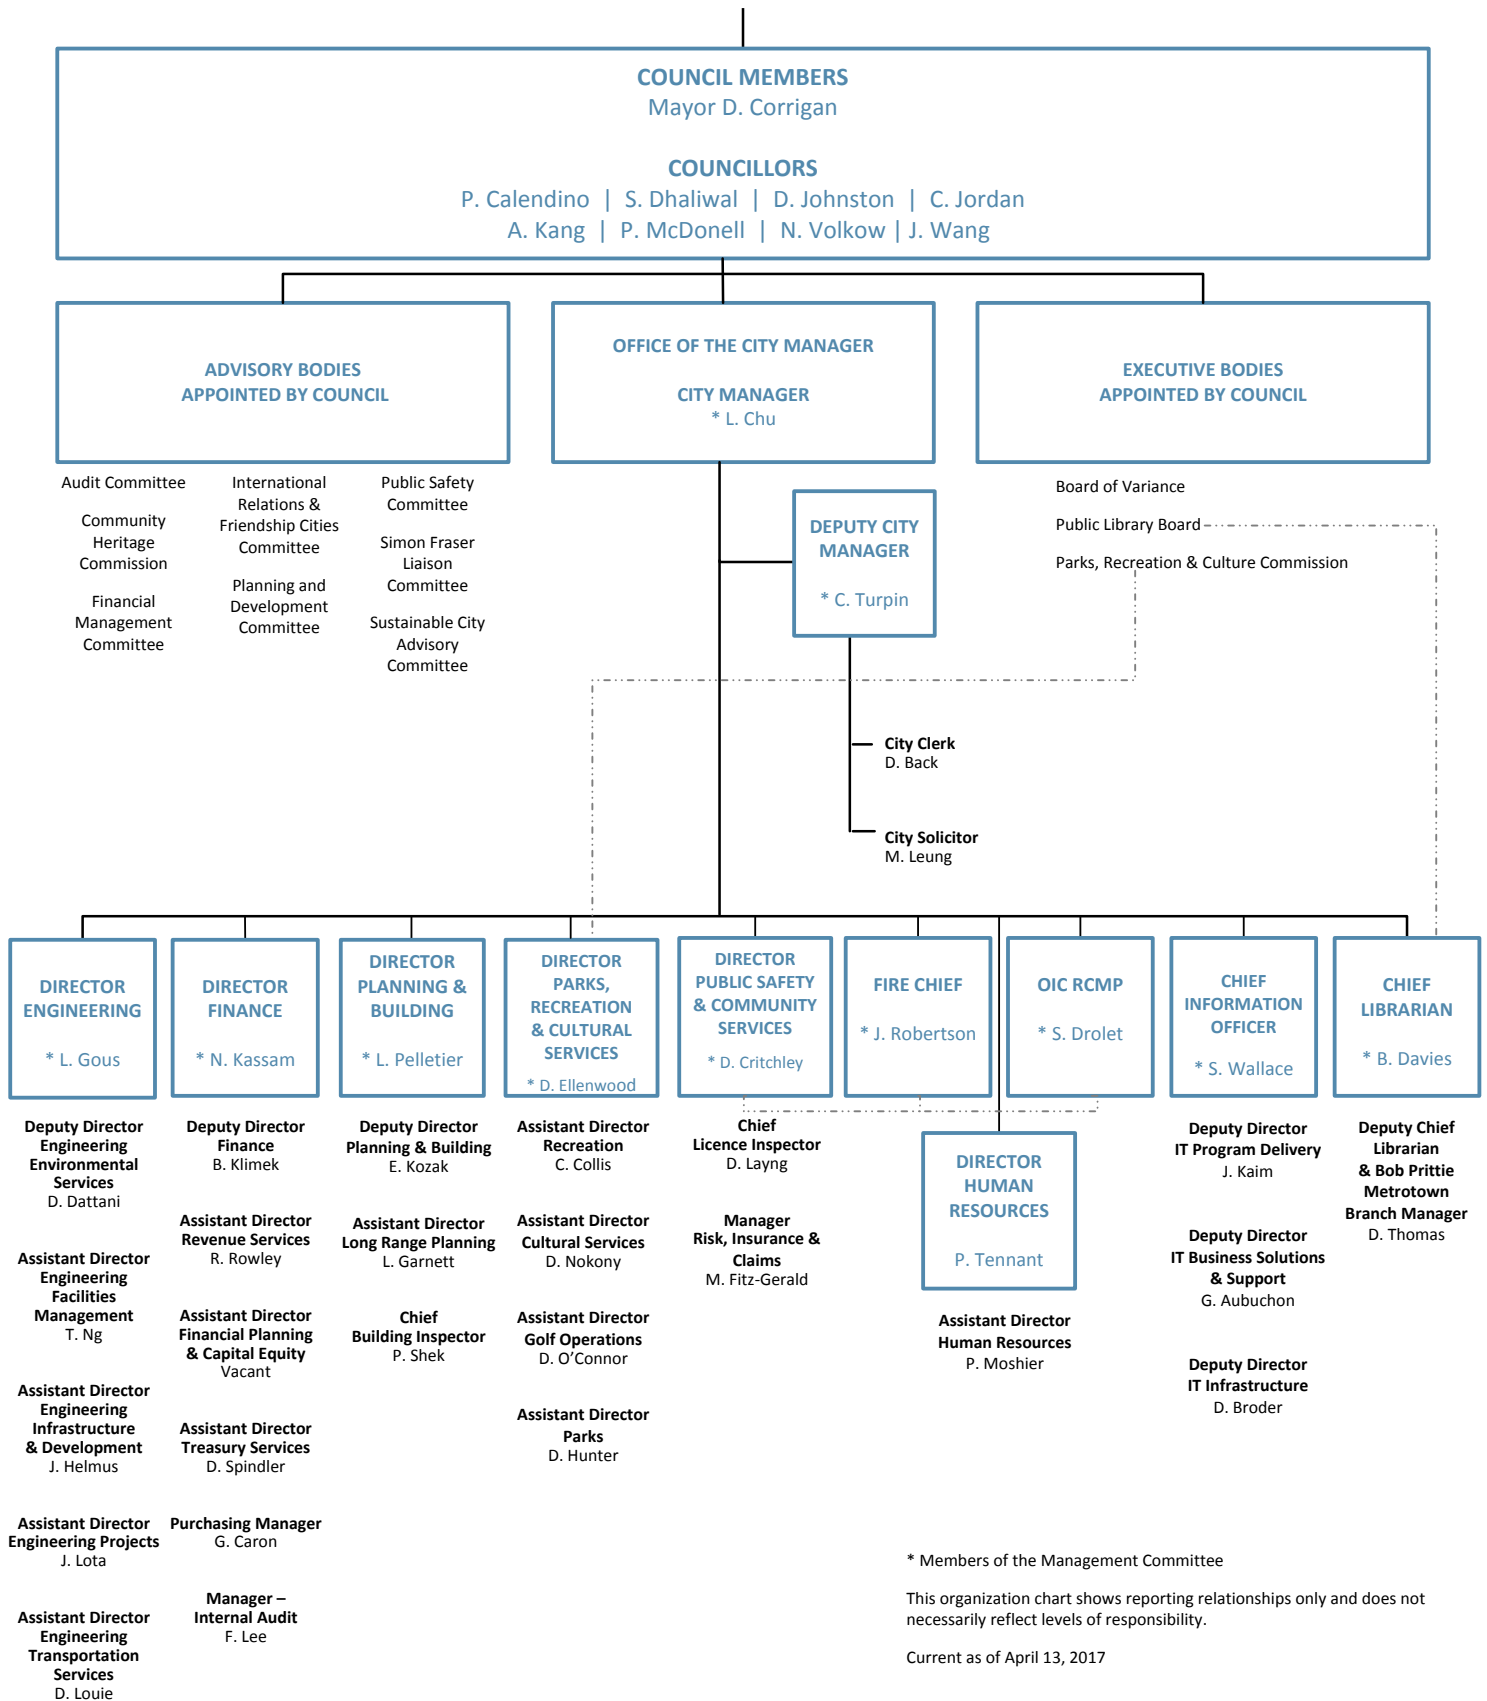 COUNCIL MEMBERS
Mayor D. Corrigan
COUNCILLORS
P. Calendino | S. Dhaliwal | D. Johnston | C. Jordan
A. Kang | P. McDonell | N. Volkow | J. Wang
ADVISORY BODIES
APPOINTED BY COUNCIL
OFFICE OF THE CITY MANAGER
CITY MANAGER
* L. Chu
EXECUTIVE BODIES
APPOINTED BY COUNCIL
Audit Committee
Community
Heritage
Commission
Financial
Management
Committee
International
Relations &
Friendship Cities
Committee
Planning and
Development
Committee
Public Safety
Committee
Simon Fraser
Liaison
Committee
Sustainable City
Advisory
Committee
DEPUTY CITY
MANAGER
* C. Turpin
Board of Variance
Public Library Board
Parks, Recreation & Culture Commission
City Clerk
D. Back
City Solicitor
M. Leung
DIRECTOR
ENGINEERING
* L. Gous
DIRECTOR
FINANCE
* N. Kassam
DIRECTOR
PLANNING &
BUILDING
* L. Pelletier
DIRECTOR
PARKS,
RECREATION
& CULTURAL
SERVICES
* D. Ellenwood
DIRECTOR
PUBLIC SAFETY
& COMMUNITY
SERVICES
* D. Critchley
FIRE CHIEF
* J. Robertson
OIC RCMP
* S. Drolet
CHIEF
INFORMATION
OFFICER
* S. Wallace
CHIEF
LIBRARIAN
* B. Davies
Deputy Director
Engineering
Environmental
Services
D. Dattani
Assistant Director
Engineering
Facilities
Management
T. Ng
Assistant Director
Engineering
Infrastructure
& Development
J. Helmus
Assistant Director
Engineering Projects
J. Lota
Assistant Director
Engineering
Transportation
Services
D. Louie
Deputy Director
Finance
B. Klimek
Assistant Director
Revenue Services
R. Rowley
Assistant Director
Financial Planning
& Capital Equity
Vacant
Assistant Director
Treasury Services
D. Spindler
Purchasing Manager
G. Caron
Manager –
Internal Audit
F. Lee
Deputy Director
Planning & Building
E. Kozak
Assistant Director
Long Range Planning
L. Garnett
Chief
Building Inspector
P. Shek
Assistant Director
Recreation
C. Collis
Assistant Director
Cultural Services
D. Nokony
Assistant Director
Golf Operations
D. O’Connor
Assistant Director
Parks
D. Hunter
Chief
Licence Inspector
D. Layng
Manager
Risk, Insurance &
Claims
M. Fitz-Gerald
DIRECTOR
HUMAN
RESOURCES
P. Tennant
Assistant Director
Human Resources
P. Moshier
Deputy Director
IT Program Delivery
J. Kaim
Deputy Director
IT Business Solutions
& Support
G. Aubuchon
Deputy Director
IT Infrastructure
D. Broder
Deputy Chief
Librarian
& Bob Prittie
Metrotown
Branch Manager
D. Thomas
* Members of the Management Committee
This organization chart shows reporting relationships only and does not
necessarily reflect levels of responsibility.
Current as of April 13, 2017